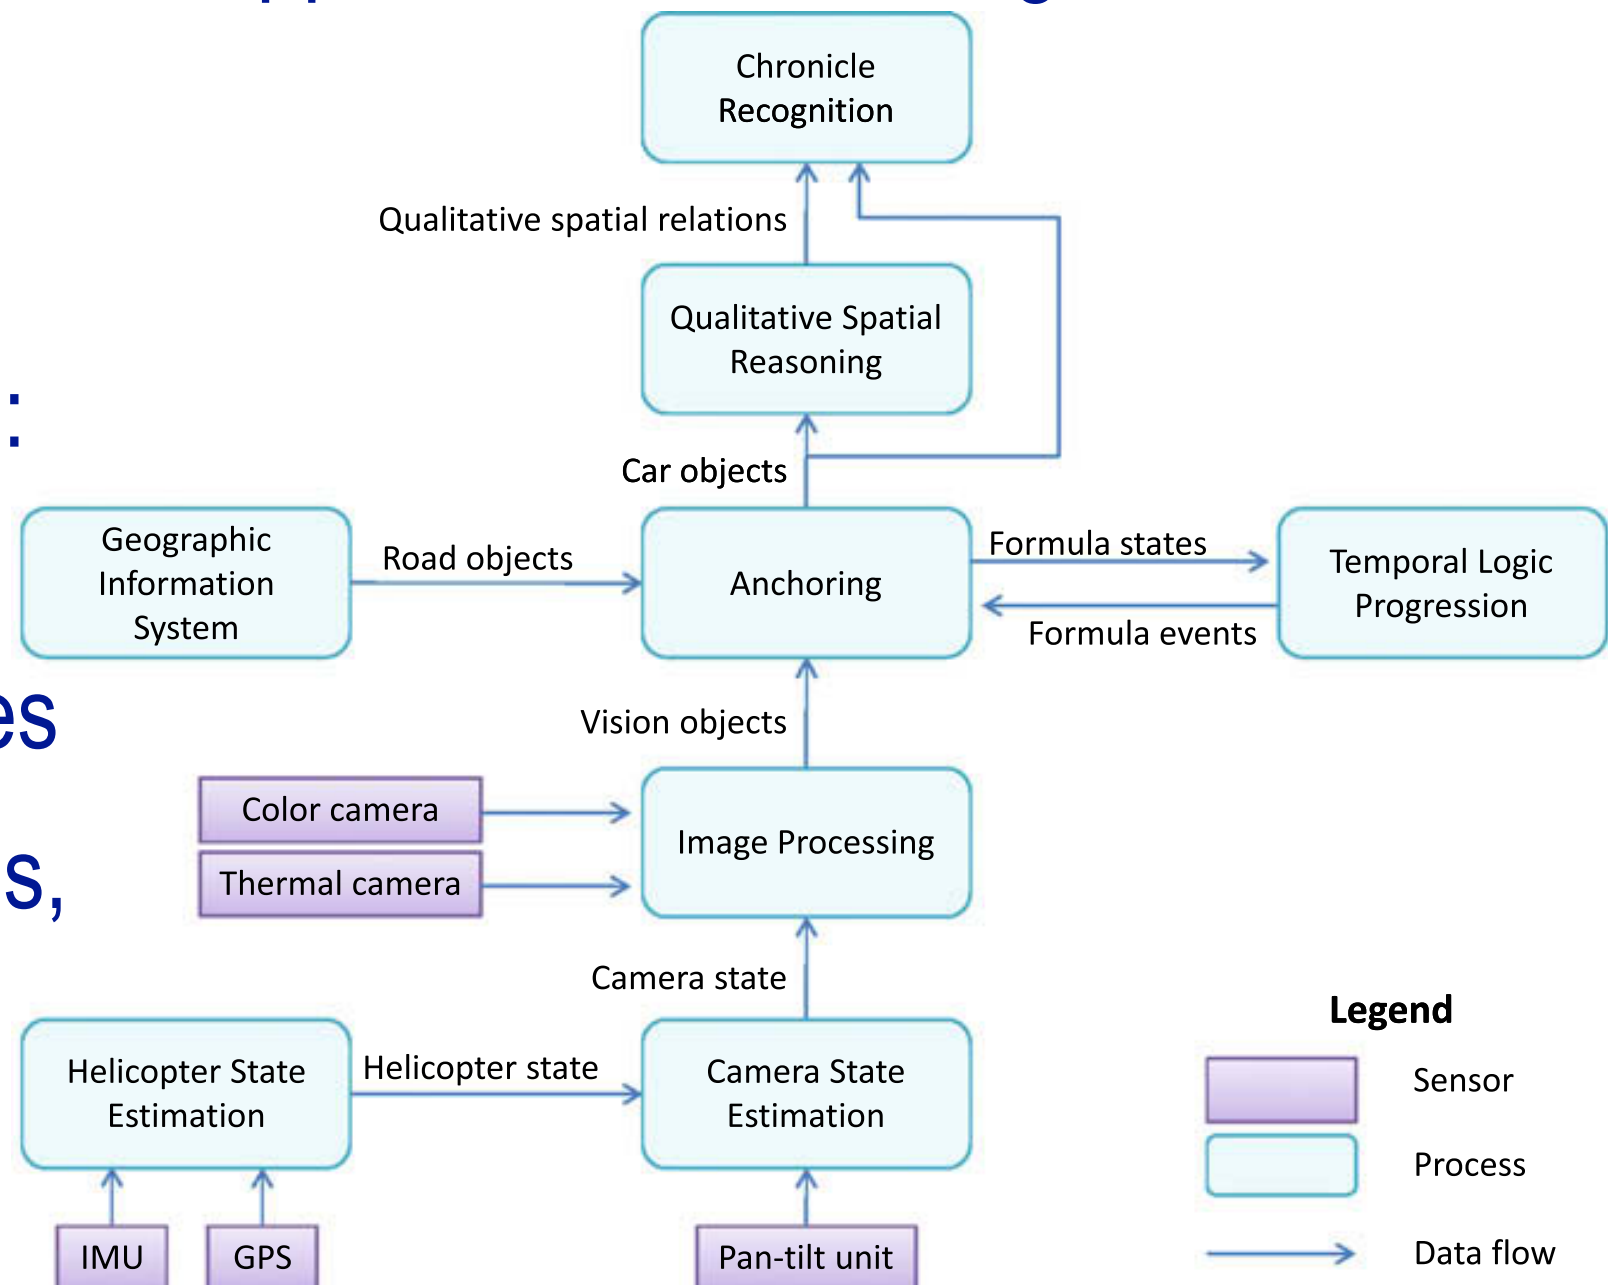 Chronicle
Recognition
Qualitative spatial relations
Qualitative Spatial
Reasoning
:
Car objects
Geographic
Information
System
Road objects
Anchoring
Formula states
Formula events
Temporal Logic
Progression
es
Vision objects
Color camera
Thermal camera
Image Processing
s,
Camera state
Helicopter State
Estimation
Helicopter state
Camera State
Estimation
IMU
GPS
Pan-tilt unit
Legend
Sensor
Process
Data flow